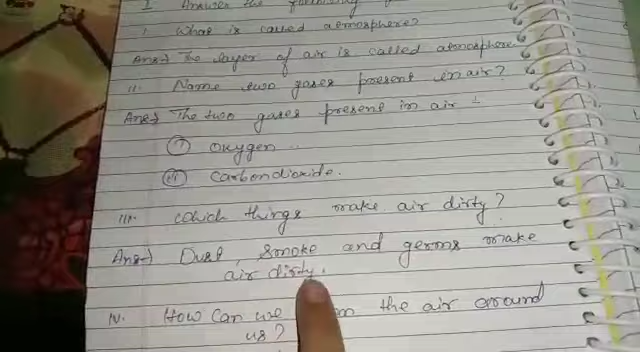 I Answer the following
i. What is called atmosphere?
Ans→ The layer of air is called atmosphere
ii. Name two gases present in air?
Ans→ The two gases present in air :-
(i) Oxygen
(ii) Carbondioxide.
iii. Which things make air dirty?
Ans→ Dust, smoke and germs make
air dirty.
iv. How can we the air around
us?